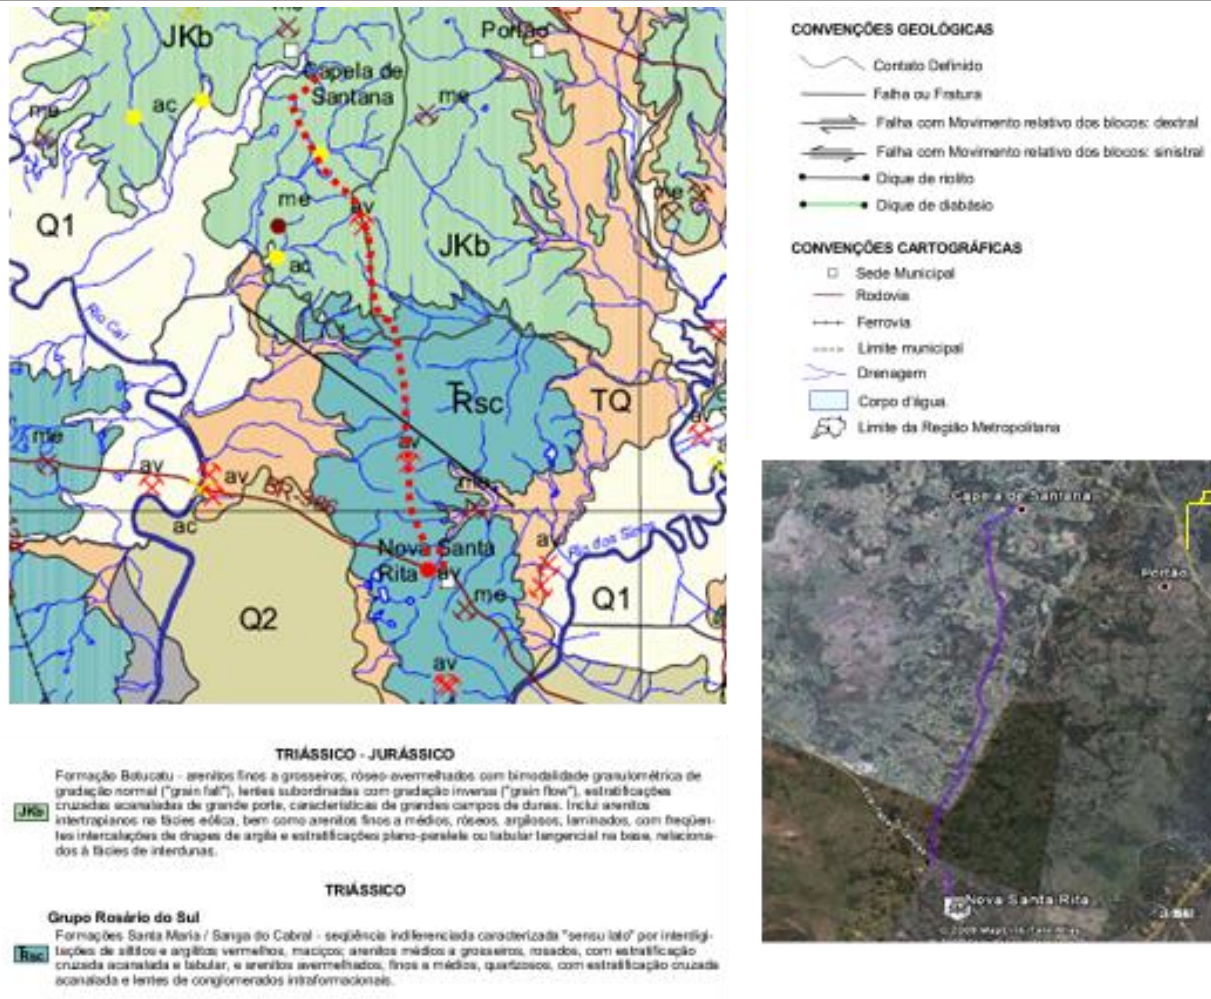 me
JKb
Portão
Capela de
Santana
ac
me
me
me
me
Q1
av
JKb
ac
Rio Caí
TRsc
TQ
av
me
av
av
av
BR-386
me
ac
av
Rio dos Sinos
Nova Santa
Rita
av
me
Q1
Q2
av
CONVENÇÕES GEOLÓGICAS
Contato Definido
Falha ou Fratura
Falha com Movimento relativo dos blocos: dextral
Falha com Movimento relativo dos blocos: sinistral
Dique de riolito
Dique de diabásio
CONVENÇÕES CARTOGRÁFICAS
Sede Municipal
Rodovia
Ferrovia
Limite municipal
Drenagem
Corpo d'água
Limite da Região Metropolitana
Capela de Santana
Portão
Nova Santa Rita
TRIÁSSICO - JURÁSSICO
JKb
Formação Botucatu - arenitos finos a grosseiros, róseo-avermelhados com bimodalidade granulométrica de
gradação normal ("grain fall"), lentes subordinadas com gradação inversa ("grain flow"), estratificações
cruzadas acanaladas de grande porte, características de grandes campos de dunas. Inclui arenitos
intertrapianos na fácies eólica, bem como arenitos finos a médios, róseos, argilosos, laminados, com freqüen-
tes intercalações de drapes de argila e estratificações plano-paralele ou tabular tangencial na base, relaciona-
dos à fácies de interdunas.
TRIÁSSICO
Grupo Rosário do Sul
TRsc
Formações Santa Maria / Sanga do Cabral - seqüência indiferenciada caracterizada "sensu lato" por interdigi-
tações de siltitos e argilitos vermelhos, maciços; arenitos médios a grosseiros, rosados, com estratificação
cruzada acanalada e tabular, e arenitos avermelhados, finos a médios, quartzosos, com estratificação cruzada
acanalada e lentes de conglomerados intraformacionais.